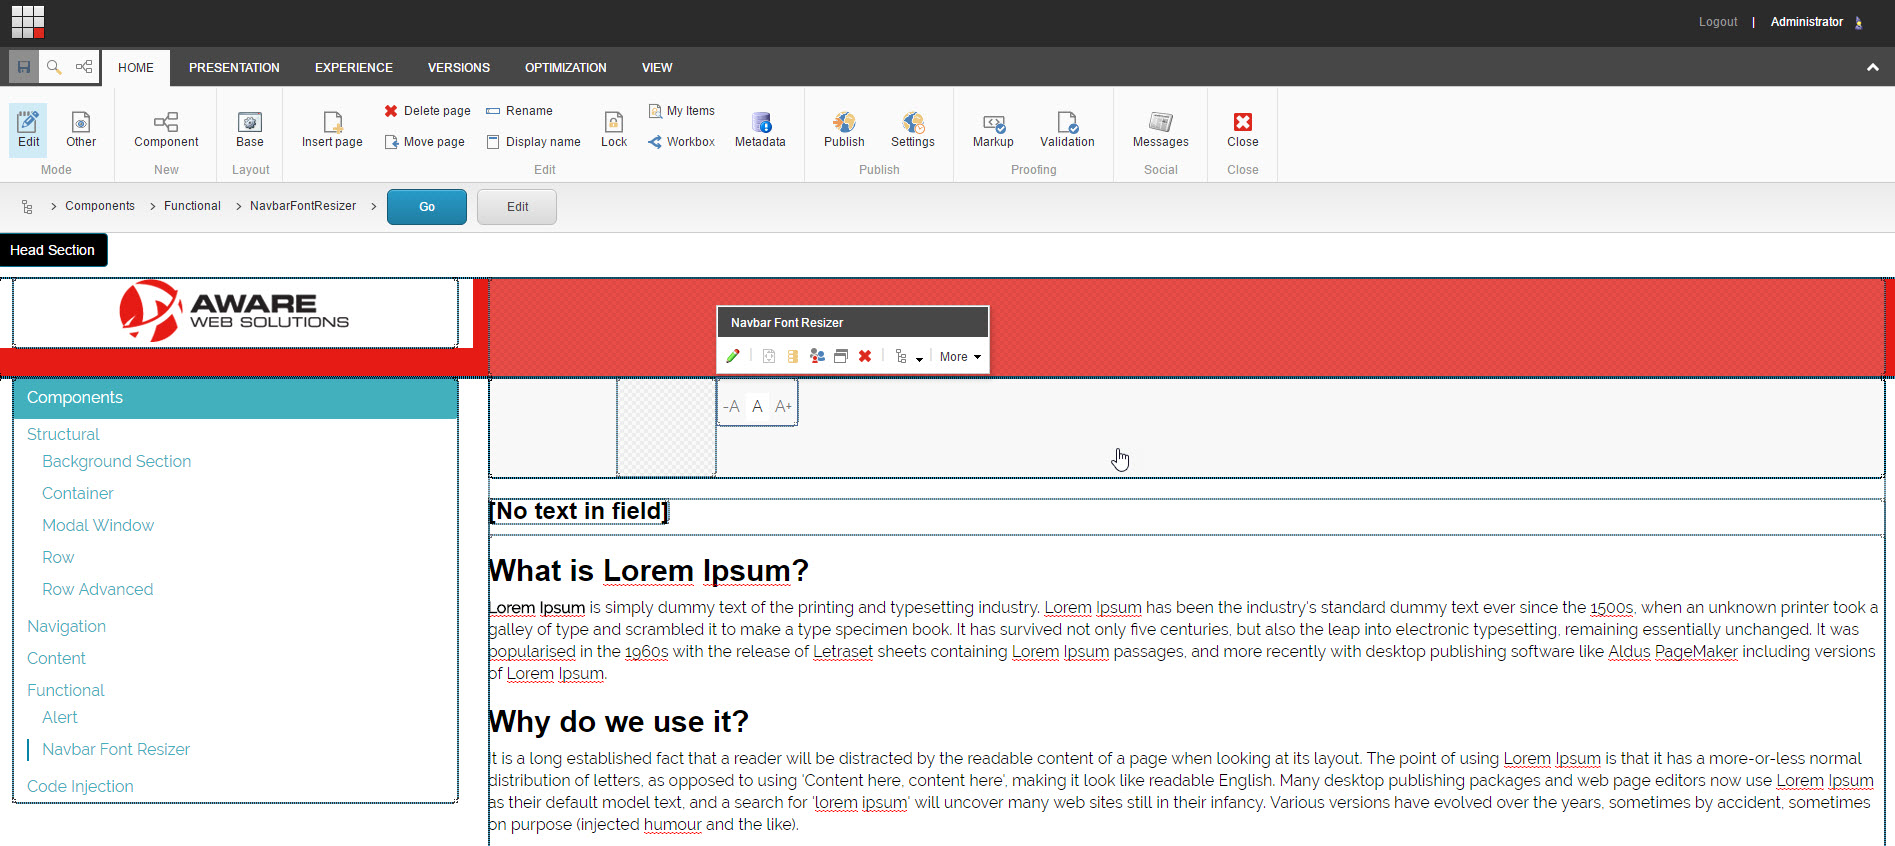 Logout | Administrator
HOME PRESENTATION EXPERIENCE VERSIONS OPTIMIZATION VIEW
Delete page Rename My Items
Edit Other Component Base Insert page Move page Display name Lock Workbox Metadata Publish Settings Markup Validation Messages Close
Mode New Layout Edit Publish Proofing Social Close
Components Functional NavbarFontResizer Go Edit
Head Section
AWARE
WEB SOLUTIONS
Navbar Font Resizer
More
-A A A+
Components
Structural
Background Section
Container
Modal Window
Row
Row Advanced
Navigation
Content
Functional
Alert
Navbar Font Resizer
Code Injection
[No text in field]
What is Lorem Ipsum?
Lorem Ipsum is simply dummy text of the printing and typesetting industry. Lorem Ipsum has been the industry's standard dummy text ever since the 1500s, when an unknown printer took a
galley of type and scrambled it to make a type specimen book. It has survived not only five centuries, but also the leap into electronic typesetting, remaining essentially unchanged. It was
popularised in the 1960s with the release of Letraset sheets containing Lorem Ipsum passages, and more recently with desktop publishing software like Aldus PageMaker including versions
of Lorem Ipsum.
Why do we use it?
It is a long established fact that a reader will be distracted by the readable content of a page when looking at its layout. The point of using Lorem Ipsum is that it has a more-or-less normal
distribution of letters, as opposed to using 'Content here, content here', making it look like readable English. Many desktop publishing packages and web page editors now use Lorem Ipsum
as their default model text, and a search for 'lorem ipsum' will uncover many web sites still in their infancy. Various versions have evolved over the years, sometimes by accident, sometimes
on purpose (injected humour and the like).